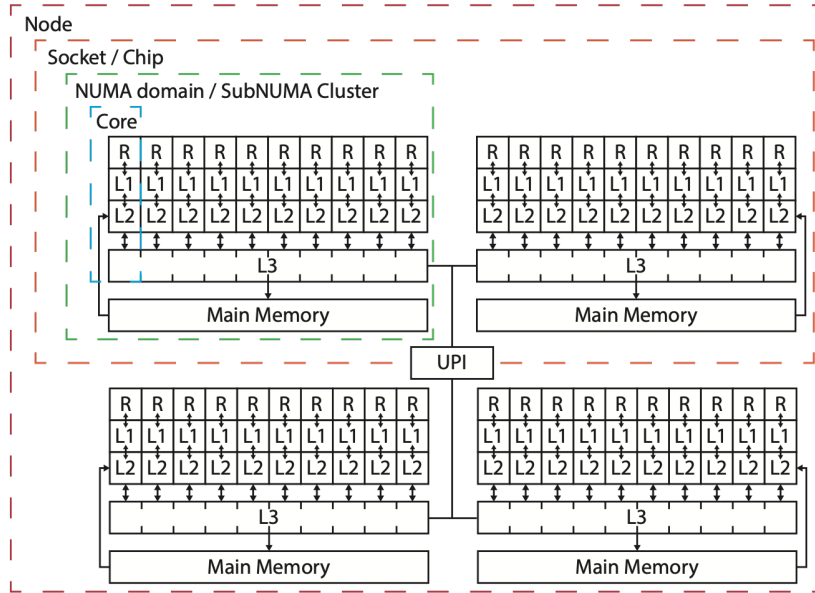 Node
Socket / Chip
NUMA domain / SubNUMA Cluster
Core
R R R R R R R R R R R R R R R R R R R R
L1 L1 L1 L1 L1 L1 L1 L1 L1 L1 L1 L1 L1 L1 L1 L1 L1 L1 L1 L1
L2 L2 L2 L2 L2 L2 L2 L2 L2 L2 L2 L2 L2 L2 L2 L2 L2 L2 L2 L2
L3 L3
Main Memory Main Memory
UPI
R R R R R R R R R R R R R R R R R R R R
L1 L1 L1 L1 L1 L1 L1 L1 L1 L1 L1 L1 L1 L1 L1 L1 L1 L1 L1 L1
L2 L2 L2 L2 L2 L2 L2 L2 L2 L2 L2 L2 L2 L2 L2 L2 L2 L2 L2 L2
L3 L3
Main Memory Main Memory